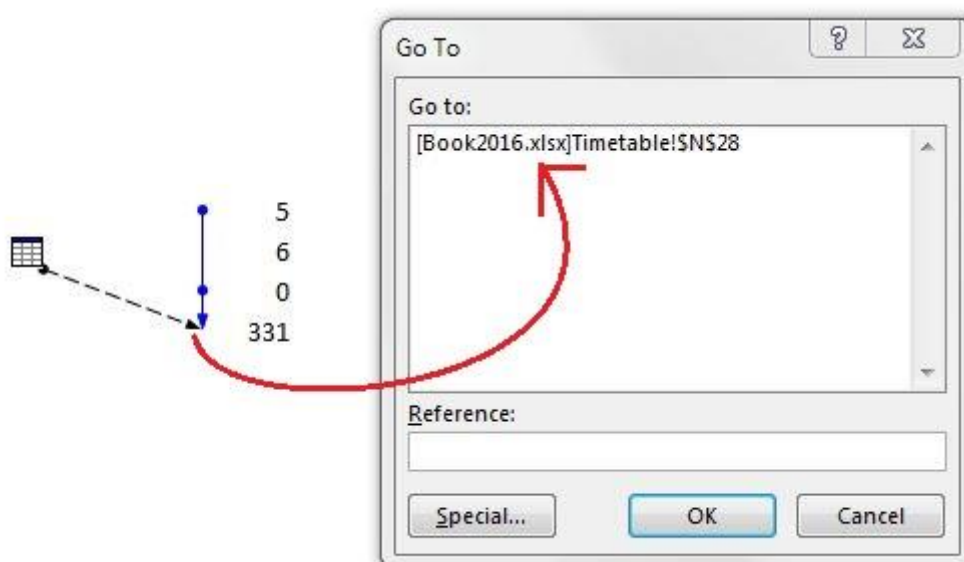 Go To
Go to:
[Book2016.xlsx]Timetable!$N$28
5
6
0
331
Reference:
Special...
OK
Cancel